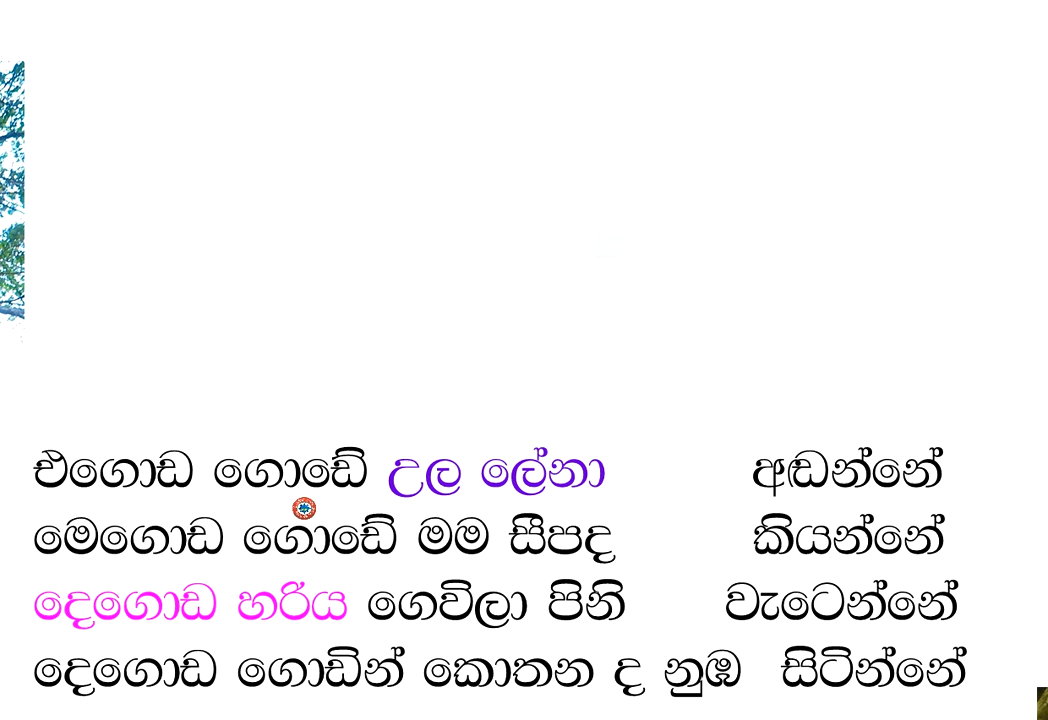 එගොඩ ගොඩේ උල ලේනා අඬන්නේ
මෙගොඩ ගොඩේ මම සීපද කියන්නේ
දෙගොඩ හරිය ගෙවිලා පිනි වැටෙන්නේ
දෙගොඩ ගොඩින් කොතන ද නුඹ සිටින්නේ